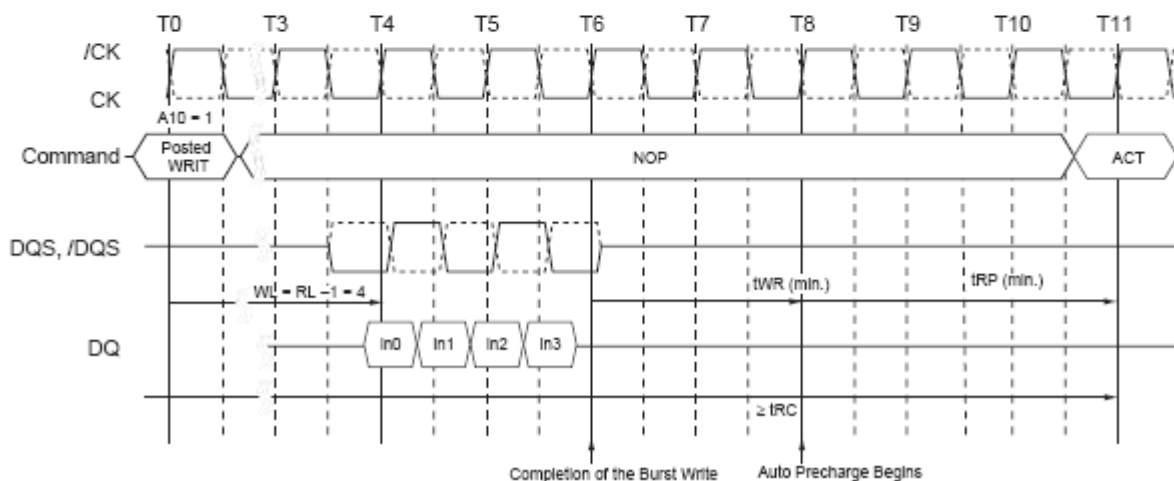 T0 T3 T4 T5 T6 T7 T8 T9 T10 T11
/CK
CK
A10 = 1
Command
Posted
WRIT
NOP
ACT
DQS, /DQS
WL = RL –1 = 4
tWR (min.)
tRP (min.)
DQ
In0 In1 In2 In3
≥ tRC
Completion of the Burst Write
Auto Precharge Begins